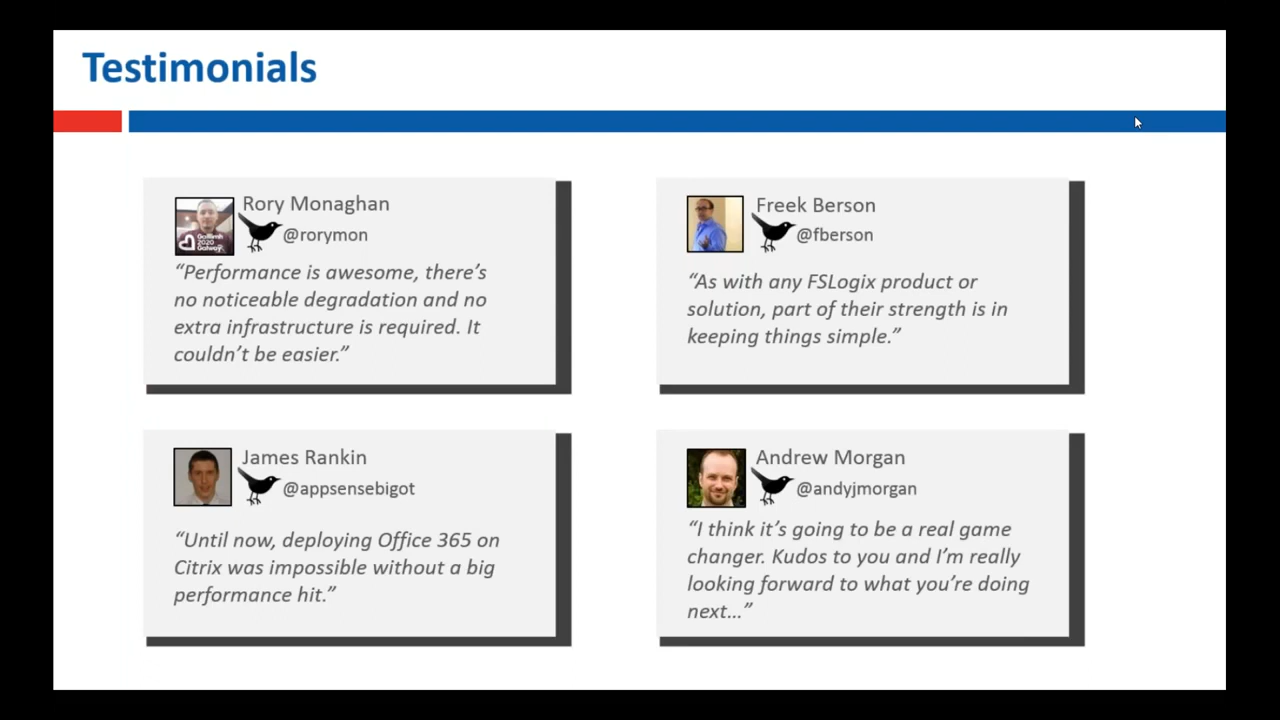 Testimonials
Rory Monaghan
@rorymon
“Performance is awesome, there’s
no noticeable degradation and no
extra infrastructure is required. It
couldn’t be easier.”
Freek Berson
@fberson
“As with any FSLogix product or
solution, part of their strength is in
keeping things simple.”
James Rankin
@appsensebigot
“Until now, deploying Office 365 on
Citrix was impossible without a big
performance hit.”
Andrew Morgan
@andyjmorgan
“I think it’s going to be a real game
changer. Kudos to you and I’m really
looking forward to what you’re doing
next...”